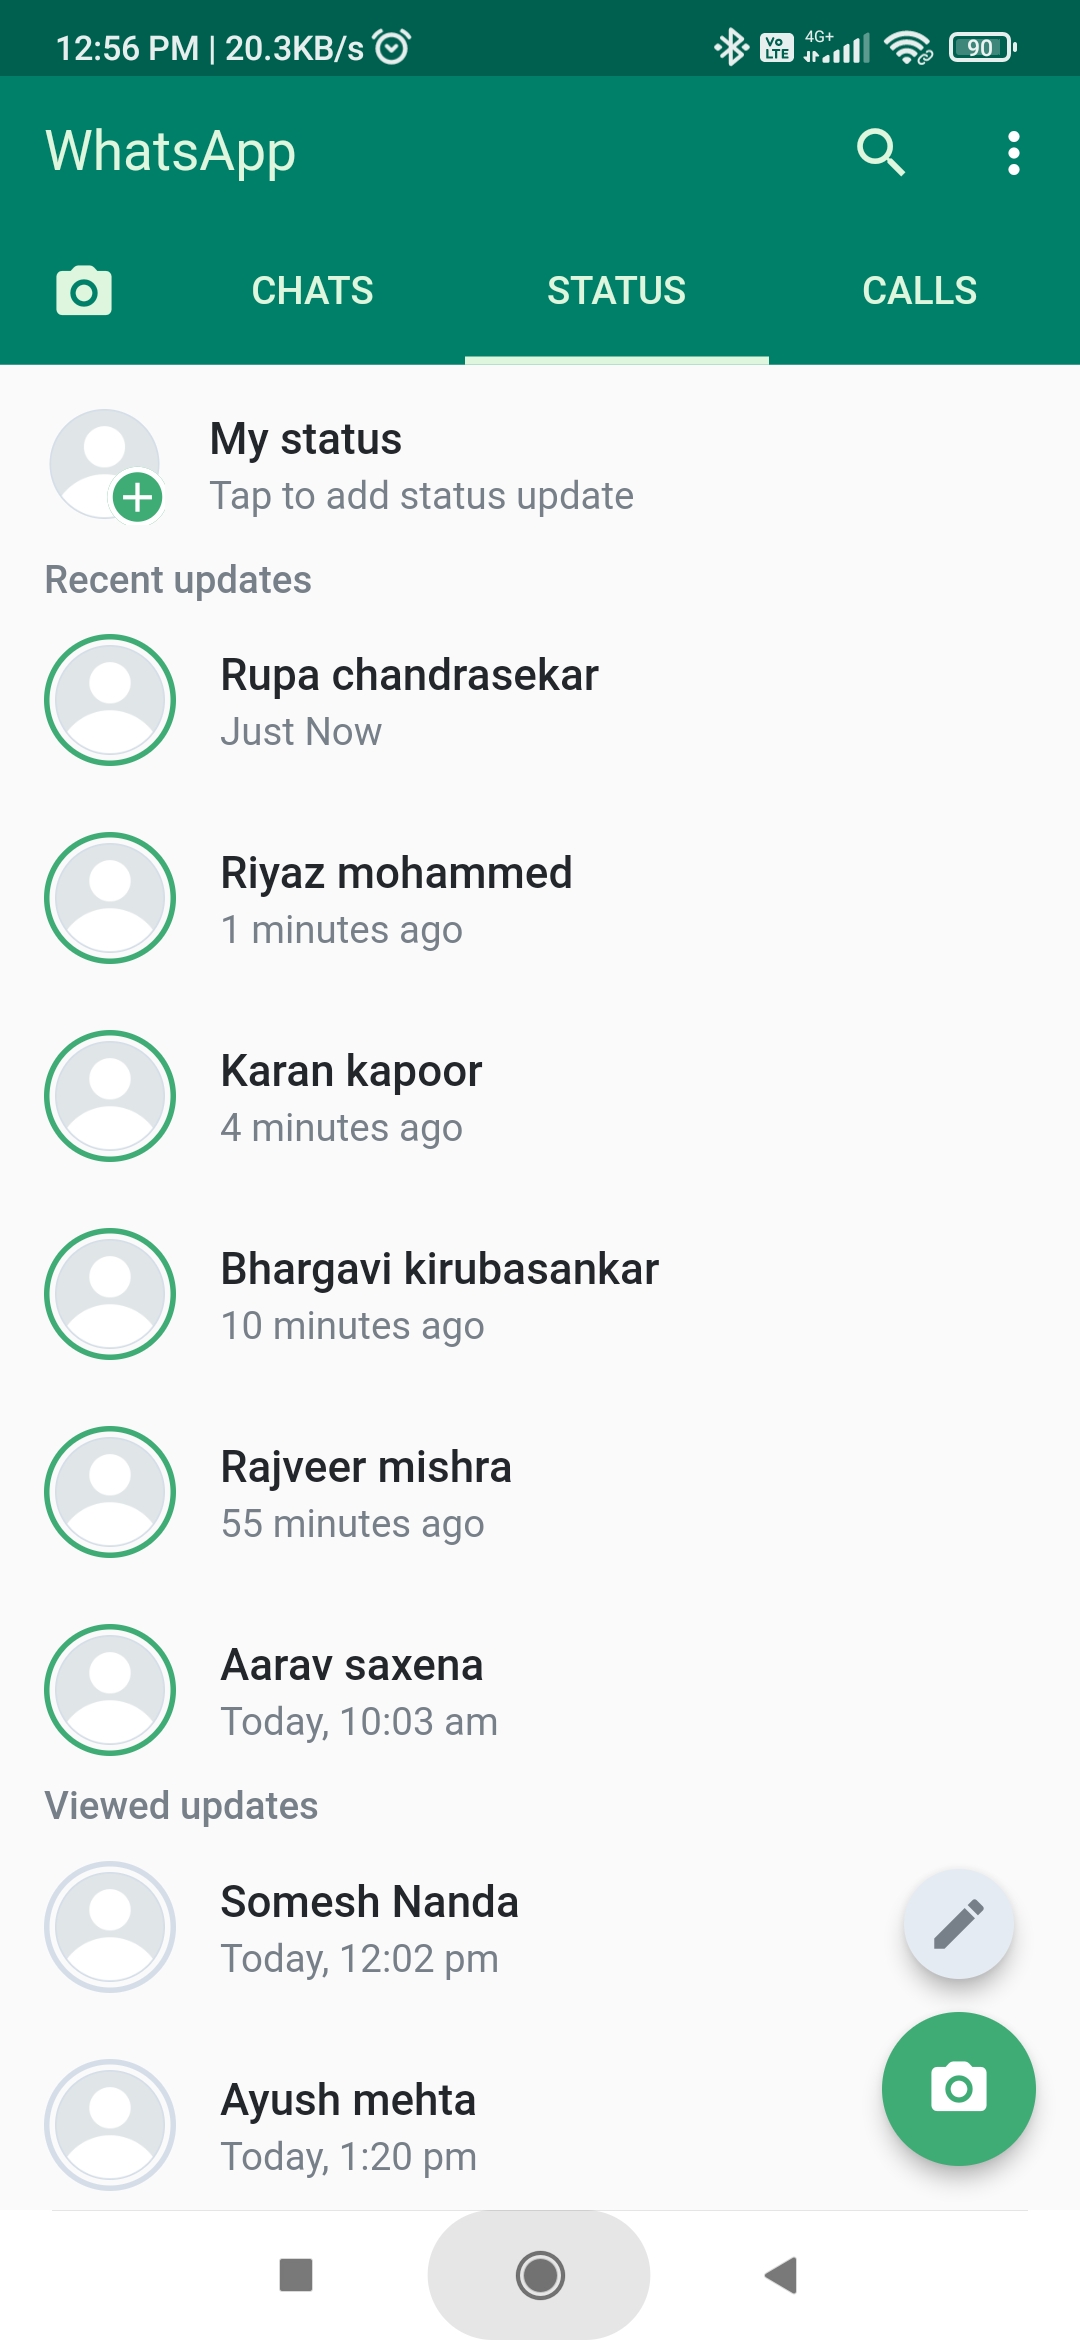 12:56 PM | 20.3KB/s
Vo LTE 4G+ 90
WhatsApp
CHATS STATUS CALLS
My status
Tap to add status update
Recent updates
Rupa chandrasekar
Just Now
Riyaz mohammed
1 minutes ago
Karan kapoor
4 minutes ago
Bhargavi kirubasankar
10 minutes ago
Rajveer mishra
55 minutes ago
Aarav saxena
Today, 10:03 am
Viewed updates
Somesh Nanda
Today, 12:02 pm
Ayush mehta
Today, 1:20 pm